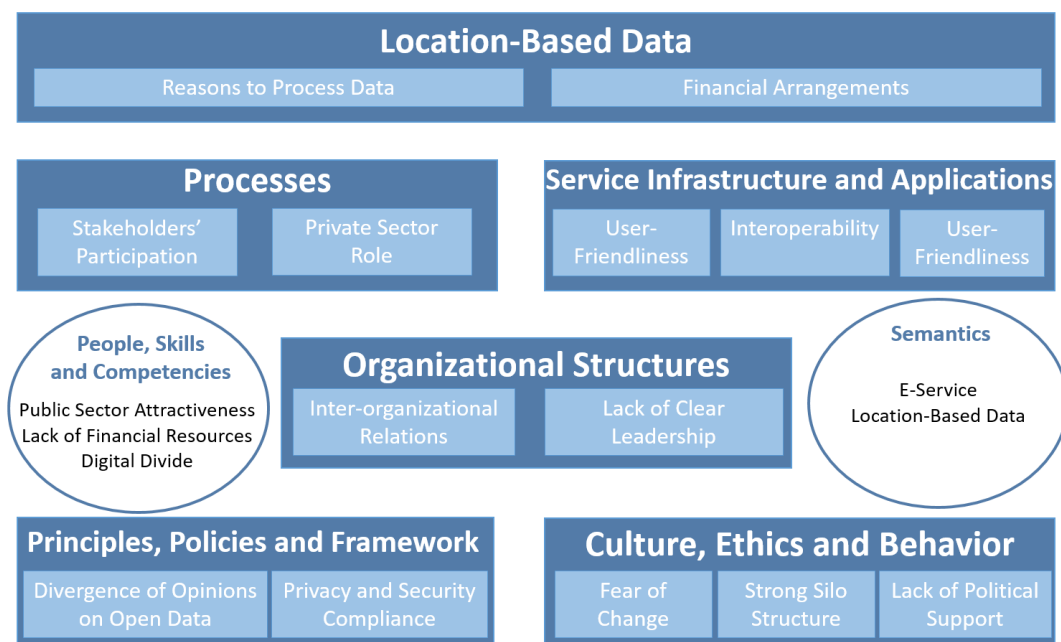 Location-Based Data
Reasons to Process Data
Financial Arrangements
Processes
Stakeholders'
Participation
Private Sector
Role
Service Infrastructure and Applications
User-
Friendliness
Interoperability
User-
Friendliness
People, Skills
and Competencies
Public Sector Attractiveness
Lack of Financial Resources
Digital Divide
Organizational Structures
Inter-organizational
Relations
Lack of Clear
Leadership
Semantics
E-Service
Location-Based Data
Principles, Policies and Framework
Divergence of Opinions
on Open Data
Privacy and Security
Compliance
Culture, Ethics and Behavior
Fear of
Change
Strong Silo
Structure
Lack of Political
Support